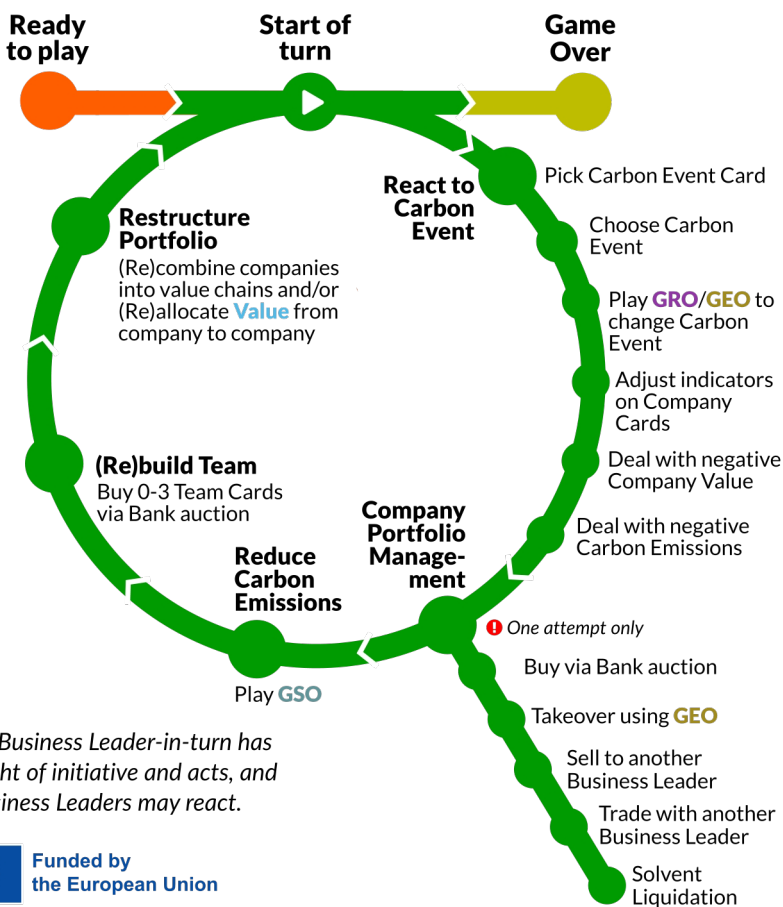 Ready
to play
Start of
turn
Game
Over
React to
Carbon
Event
Pick Carbon Event Card
Choose Carbon
Event
Play GRO/GEO to
change Carbon
Event
Adjust indicators
on Company
Cards
Deal with negative
Company Value
Deal with negative
Carbon Emissions
Company
Portfolio
Manage-
ment
One attempt only
Buy via Bank auction
Takeover using GEO
Sell to another
Business Leader
Trade with another
Business Leader
Solvent
Liquidation
Reduce
Carbon
Emissions
Play GSO
(Re)build Team
Buy 0-3 Team Cards
via Bank auction
Restructure
Portfolio
(Re)combine companies
into value chains and/or
(Re)allocate Value from
company to company
Business Leader-in-turn has
ht of initiative and acts, and
iness Leaders may react.
Funded by
the European Union